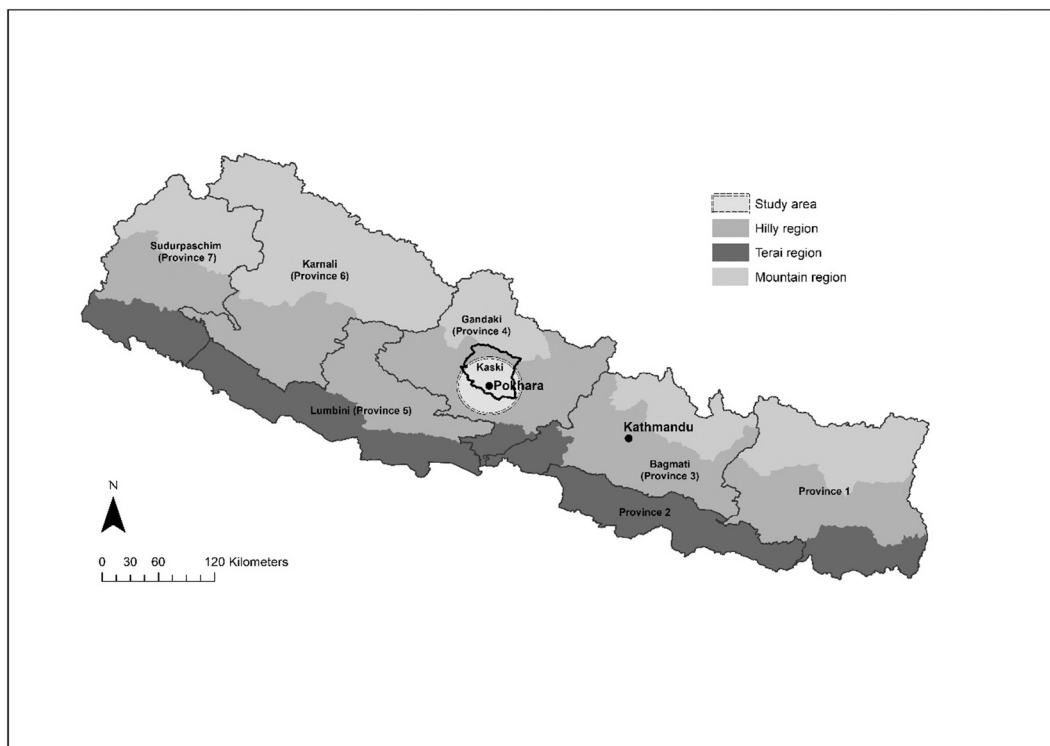 Study area
Hilly region
Terai region
Mountain region
Sudurpaschim
(Province 7)
Karnali
(Province 6)
Gandaki
(Province 4)
Kaski
Pokhara
Lumbini (Province 5)
Kathmandu
Bagmati
(Province 3)
Province 1
Province 2
N
0 30 60 120 Kilometers